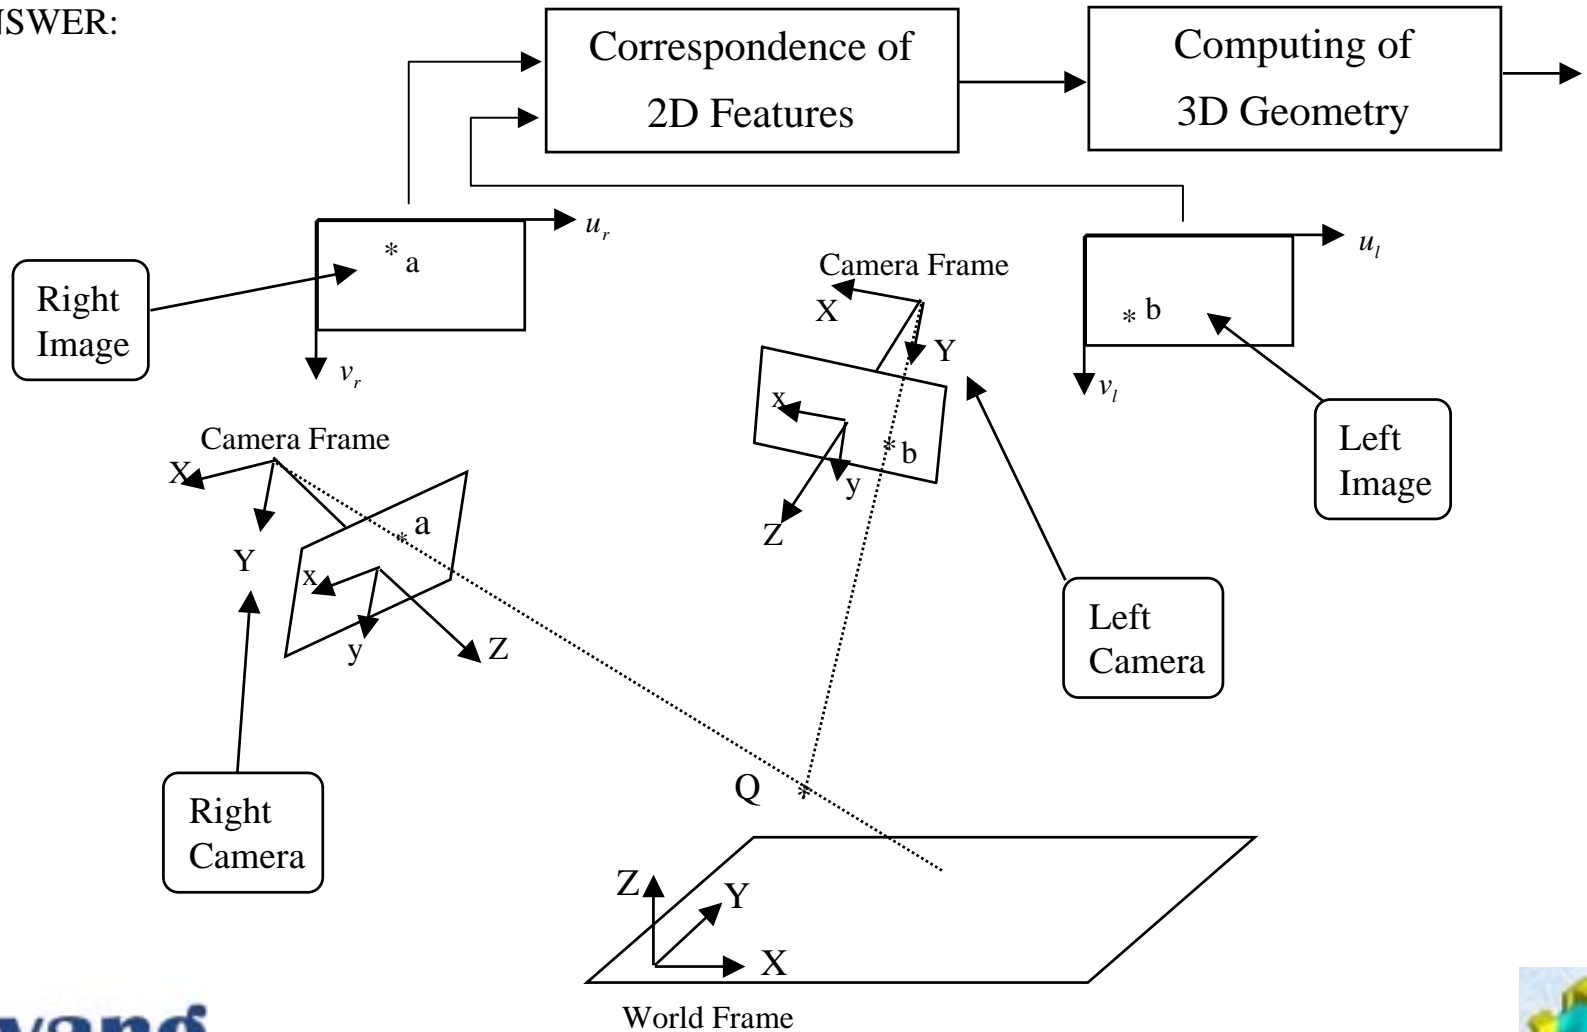 NSWER:
Correspondence of
2D Features
Computing of
3D Geometry
u_r
* a
v_r
Right
Image
Camera Frame
X
Y
x
* b
y
Z
u_l
* b
v_l
Left
Image
Camera Frame
X
Y
* a
x
y
Z
Left
Camera
Right
Camera
Q
*
Z
Y
X
World Frame